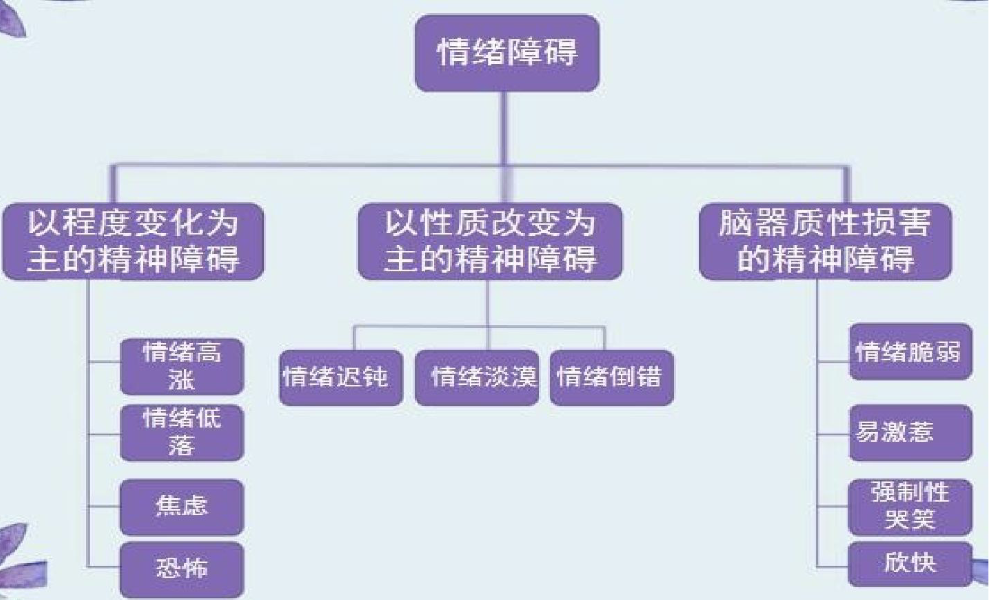 情绪障碍
以程度变化为
主的精神障碍
以性质改变为
主的精神障碍
脑器质性损害
的精神障碍
情绪高
涨
情绪低
落
焦虑
恐怖
情绪迟钝
情绪淡漠
情绪倒错
情绪脆弱
易激惹
强制性
哭笑
欣快